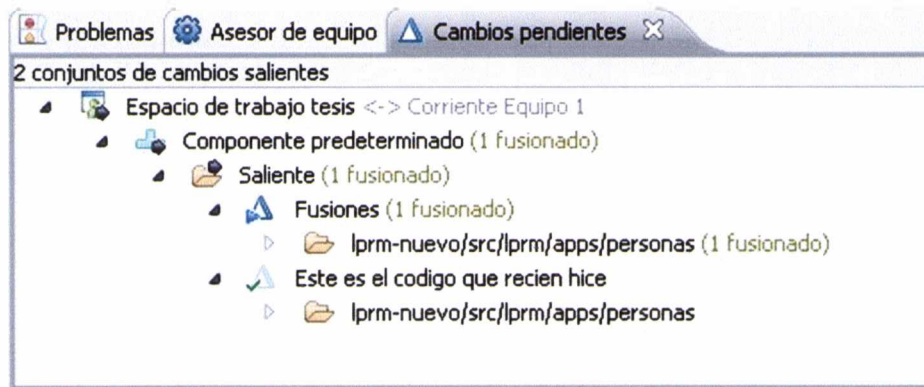 Problemas Asesor de equipo Cambios pendientes
2 conjuntos de cambios salientes
Espacio de trabajo tesis <-> Corriente Equipo 1
Componente predeterminado (1 fusionado)
Saliente (1 fusionado)
Fusiones (1 fusionado)
lprm-nuevo/src/lprm/apps/personas (1 fusionado)
Este es el codigo que recien hice
lprm-nuevo/src/lprm/apps/personas